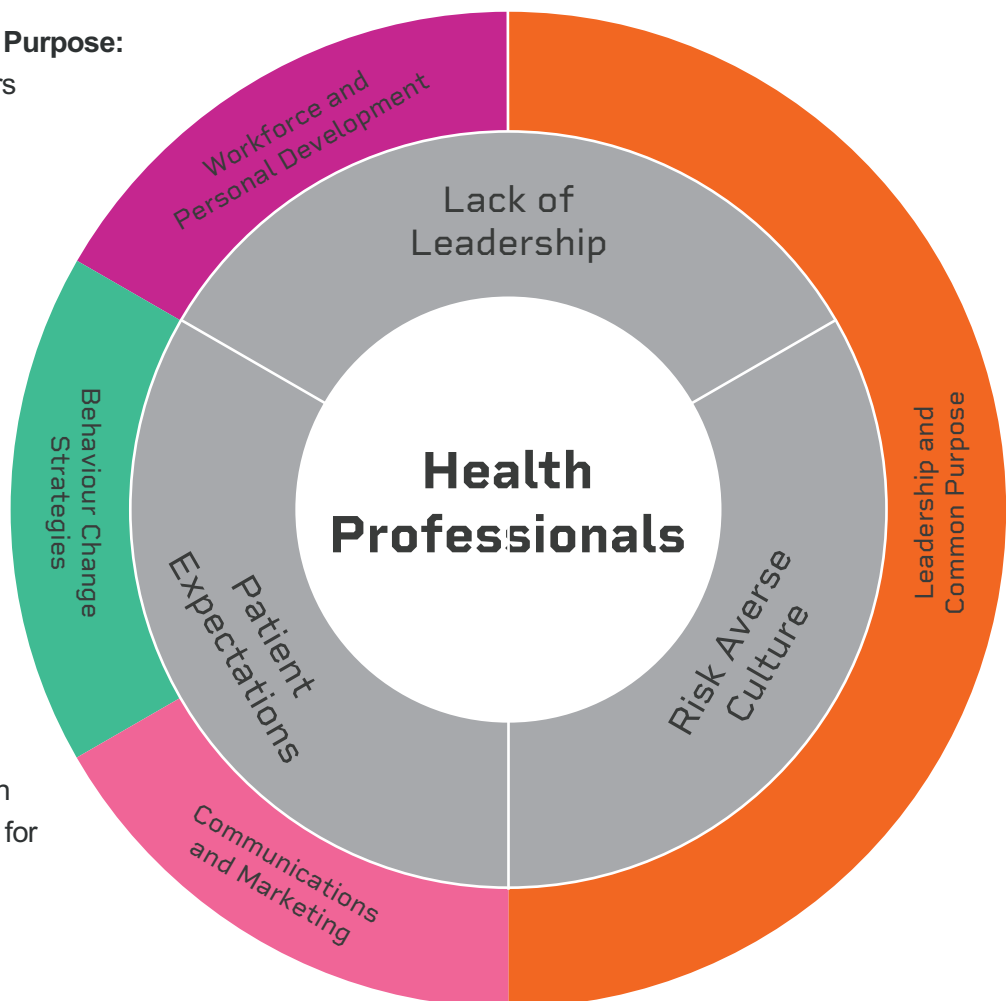 Purpose:
rs
n
for
Workforce and
Personal Development
Lack of
Leadership
Health
Professionals
Leadership and
Common Purpose
Risk Averse
Culture
Patient
Expectations
Behaviour Change
Strategies
Communications
and Marketing